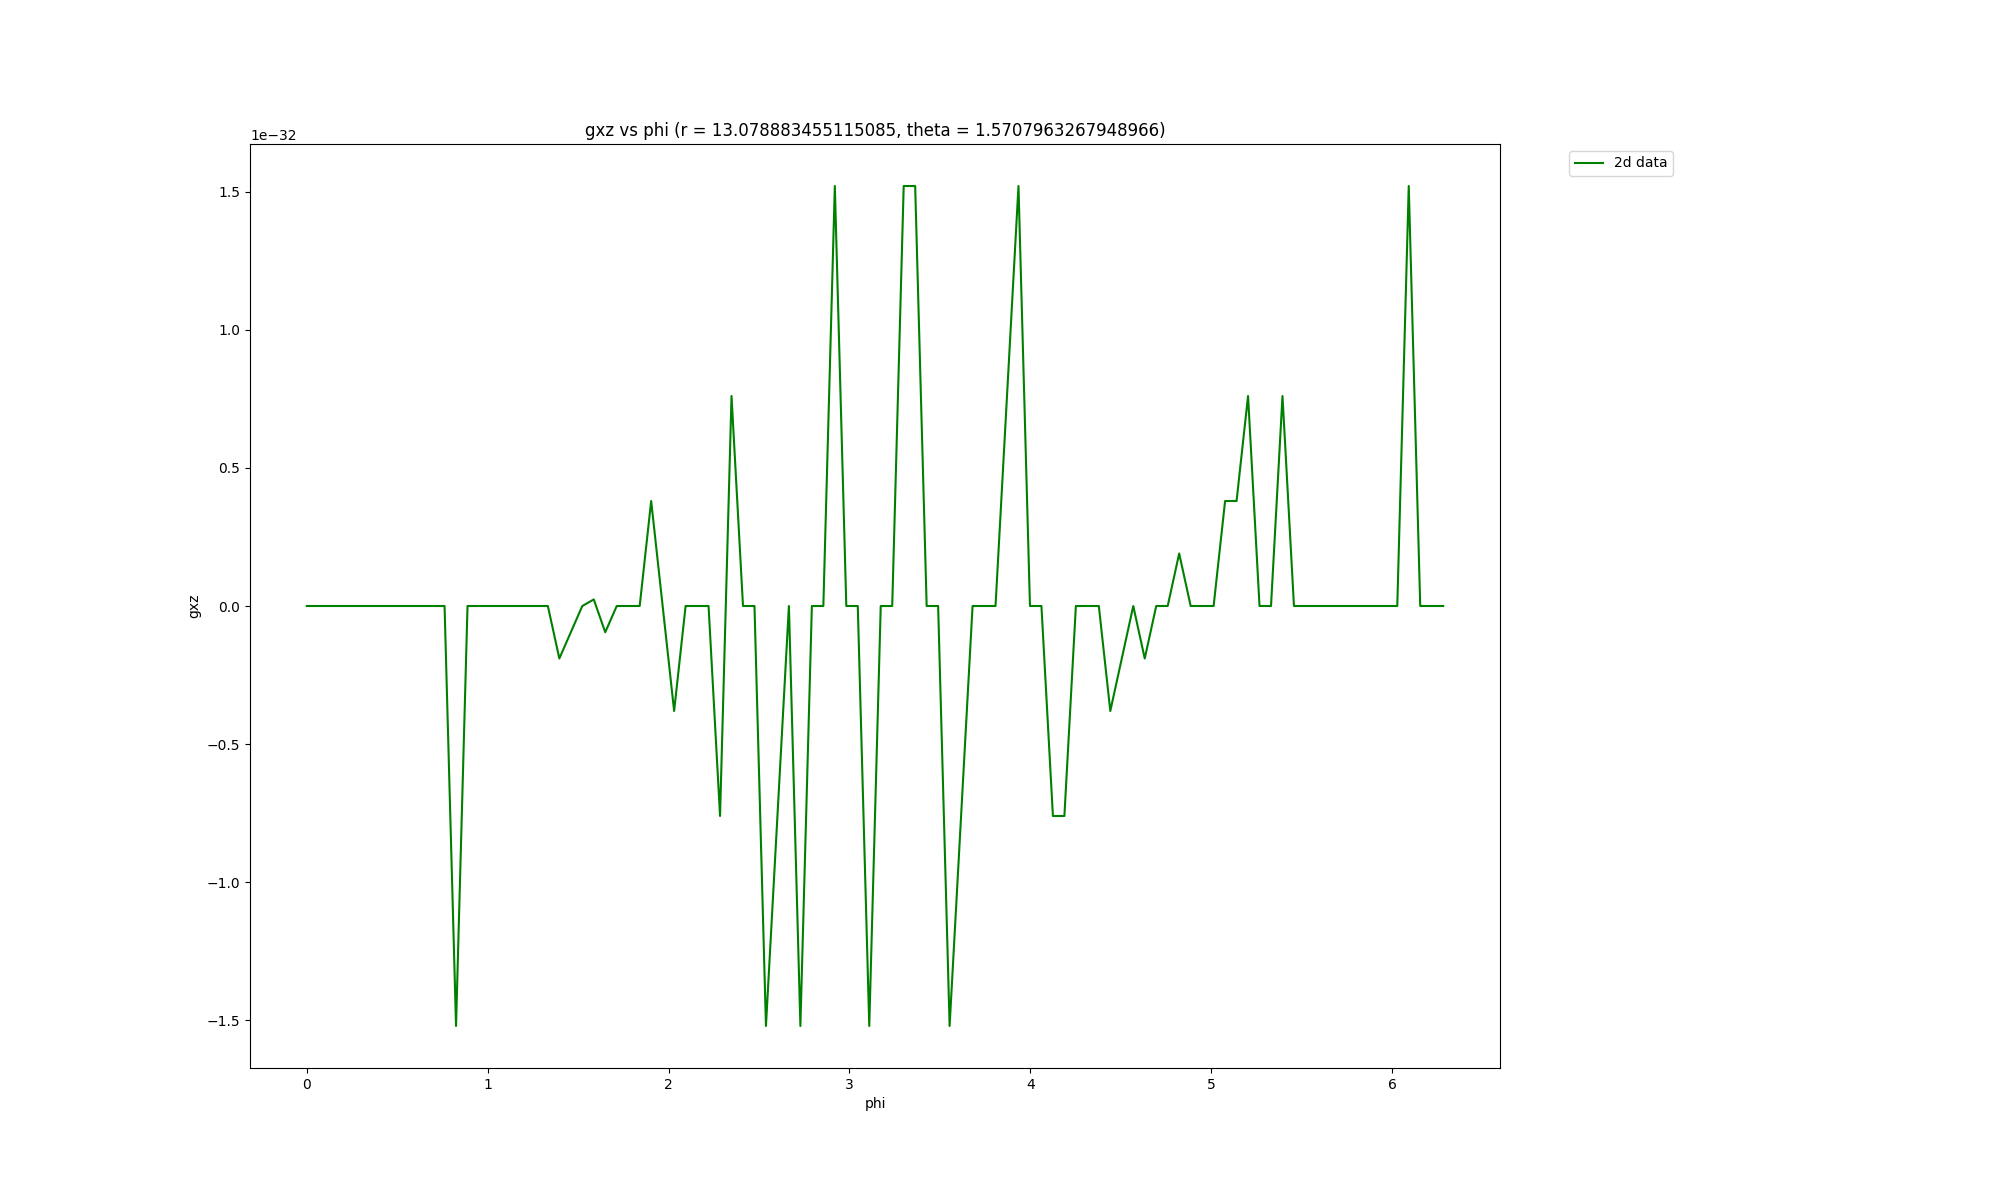 gxz vs phi (r = 13.078883455115085, theta = 1.5707963267948966)
1e−32
2d data
1.5
1.0
0.5
0.0
−0.5
−1.0
−1.5
gxz
0 1 2 3 4 5 6
phi